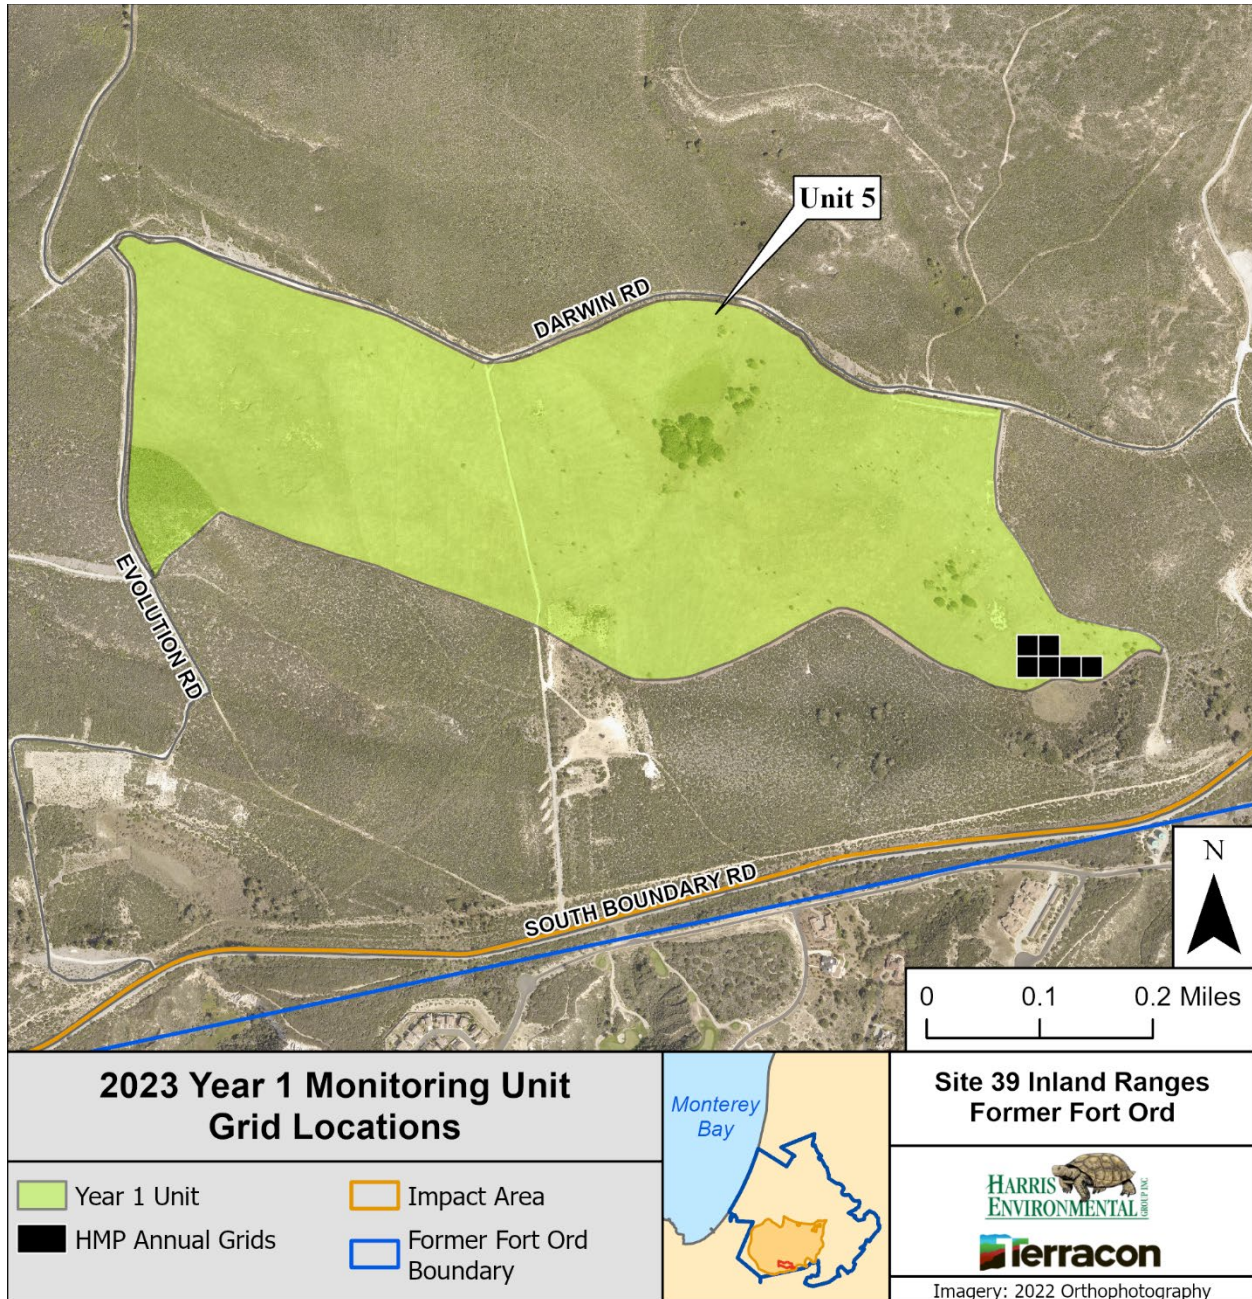 Unit 5
DARWIN RD
EVOLUTION RD
SOUTH BOUNDARY RD
N
0 0.1 0.2 Miles
2023 Year 1 Monitoring Unit
Grid Locations
Year 1 Unit
HMP Annual Grids
Impact Area
Former Fort Ord
Boundary
Monterey
Bay
Site 39 Inland Ranges
Former Fort Ord
HARRIS
ENVIRONMENTAL
GROUP INC
Terracon
Imagery: 2022 Orthophotography